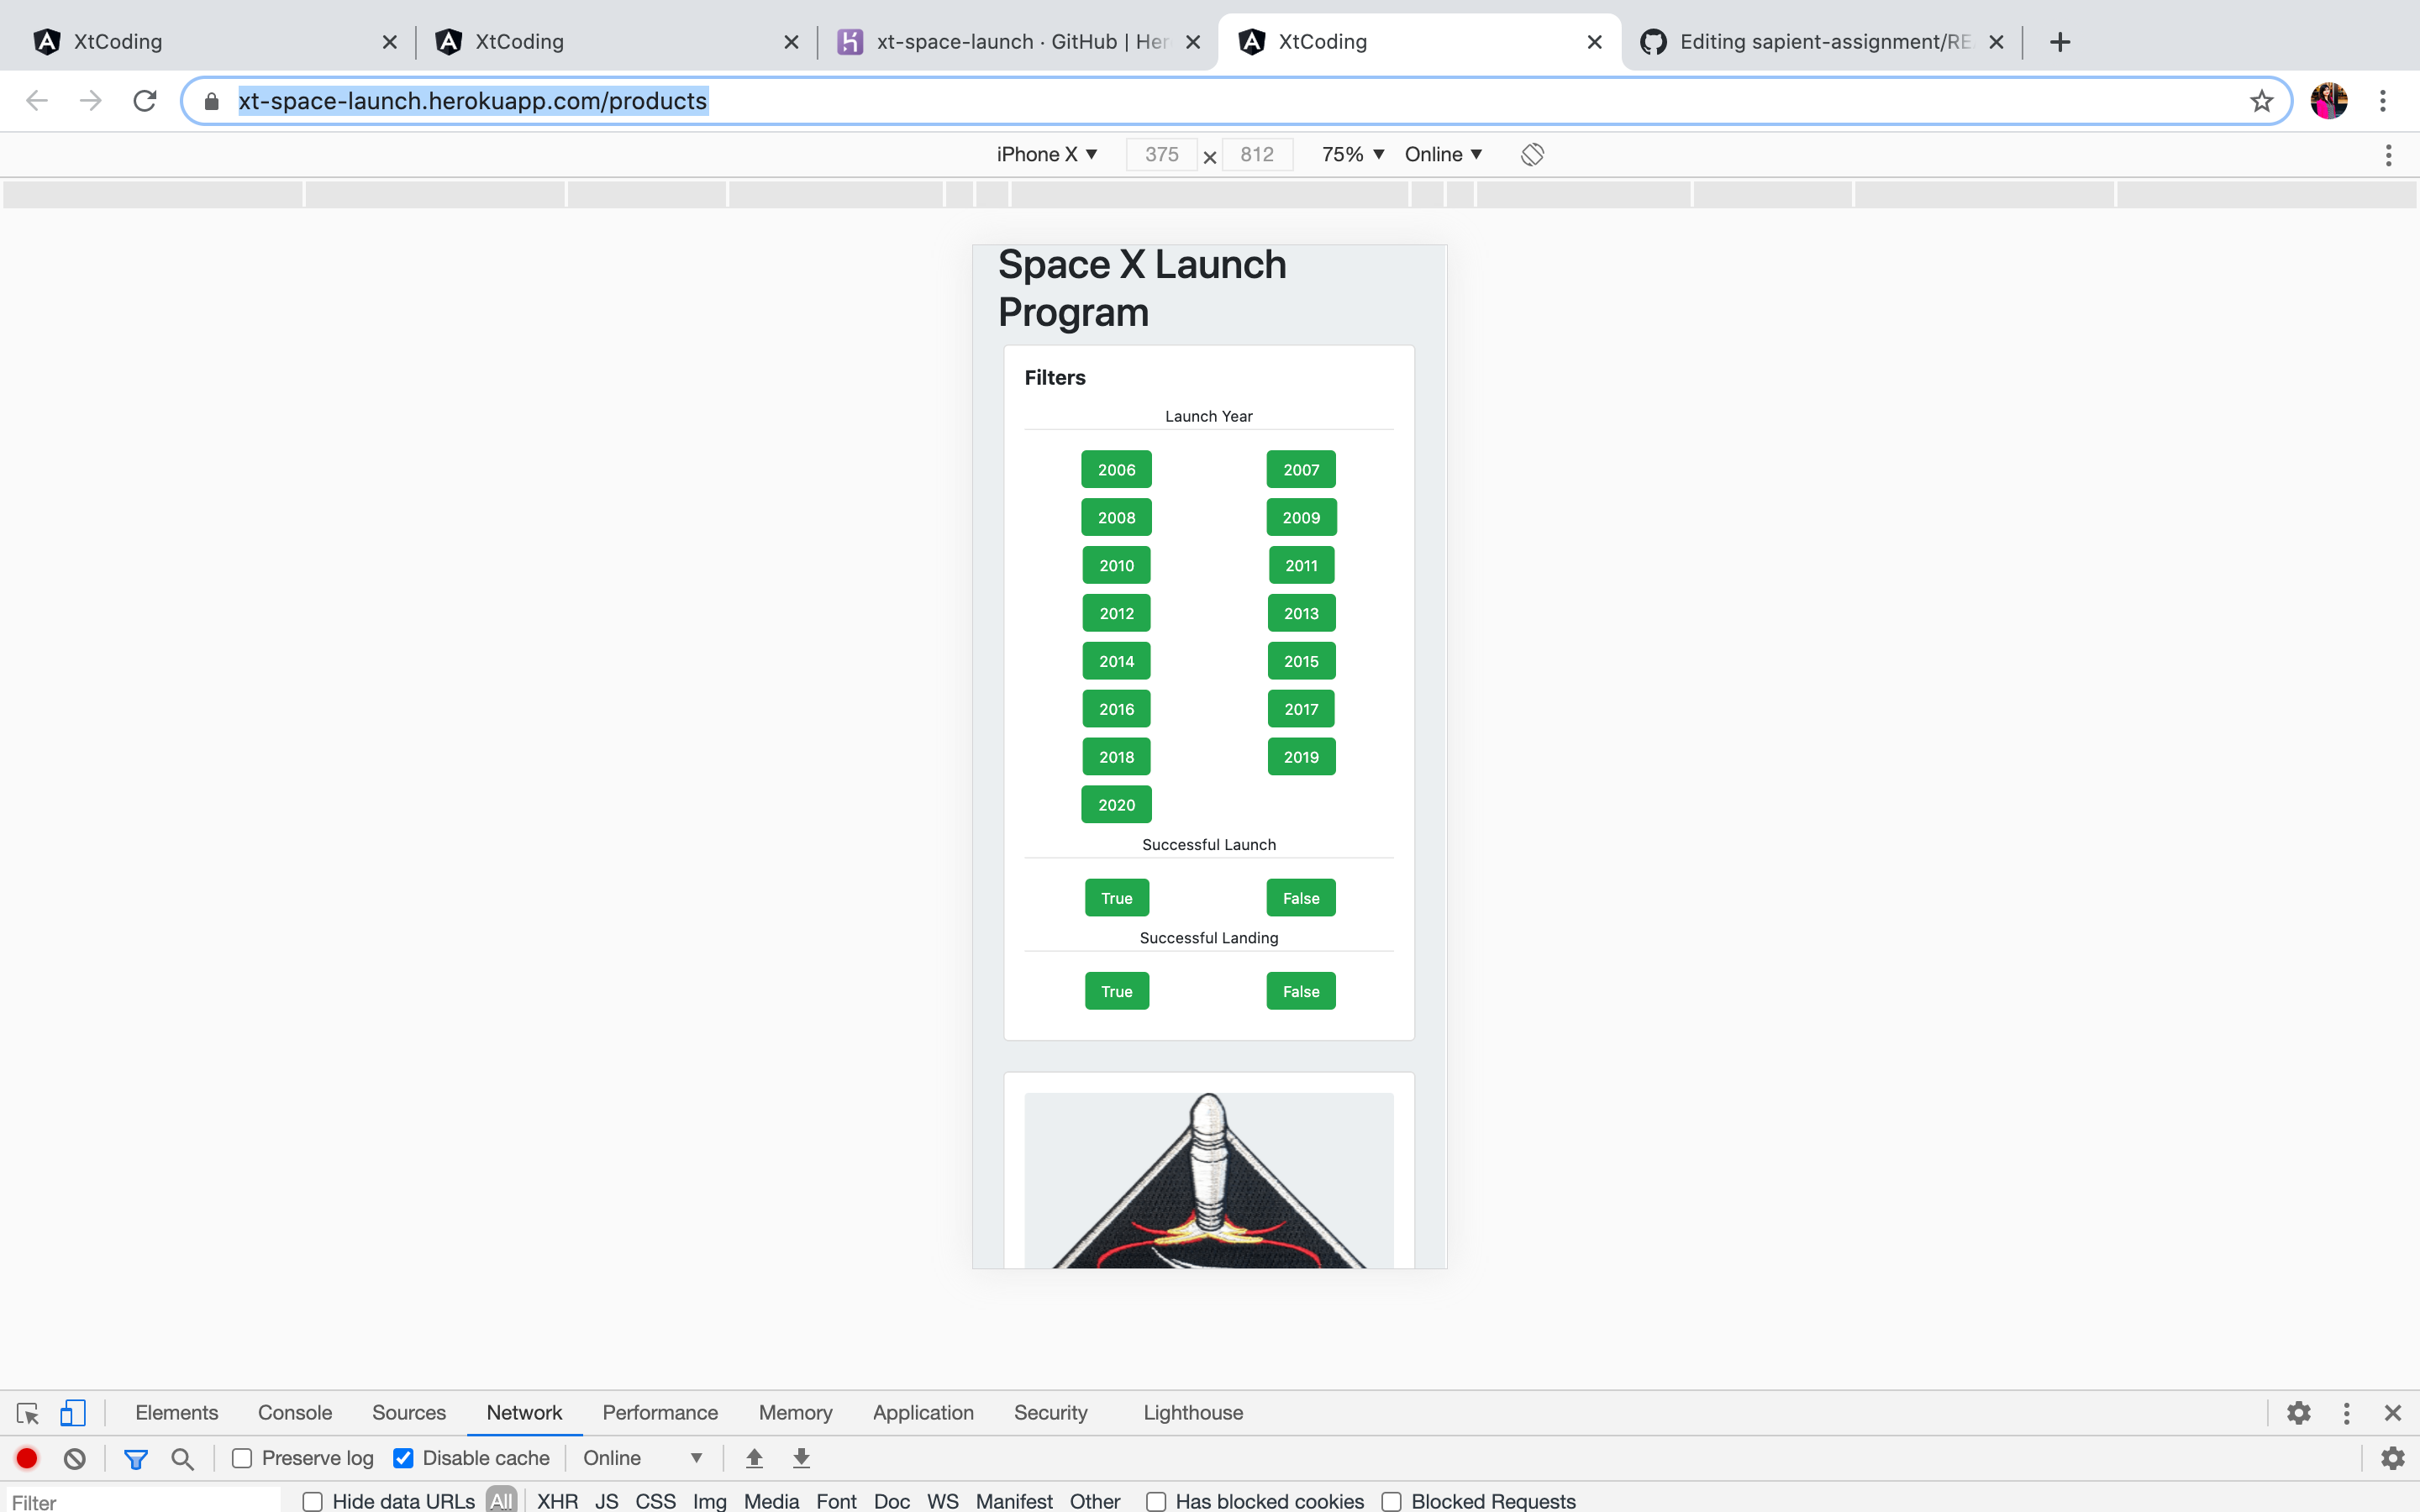 XtCoding
XtCoding
xt-space-launch · GitHub | Her
XtCoding
Editing sapient-assignment/RE
xt-space-launch.herokuapp.com/products
iPhone X ▼ 375 × 812 75% ▼ Online ▼
Space X Launch
Program
Filters
Launch Year
2006 2007
2008 2009
2010 2011
2012 2013
2014 2015
2016 2017
2018 2019
2020
Successful Launch
True False
Successful Landing
True False
Elements Console Sources Network Performance Memory Application Security Lighthouse
Preserve log Disable cache Online ▼
Filter Hide data URLs All XHR JS CSS Img Media Font Doc WS Manifest Other Has blocked cookies Blocked Requests